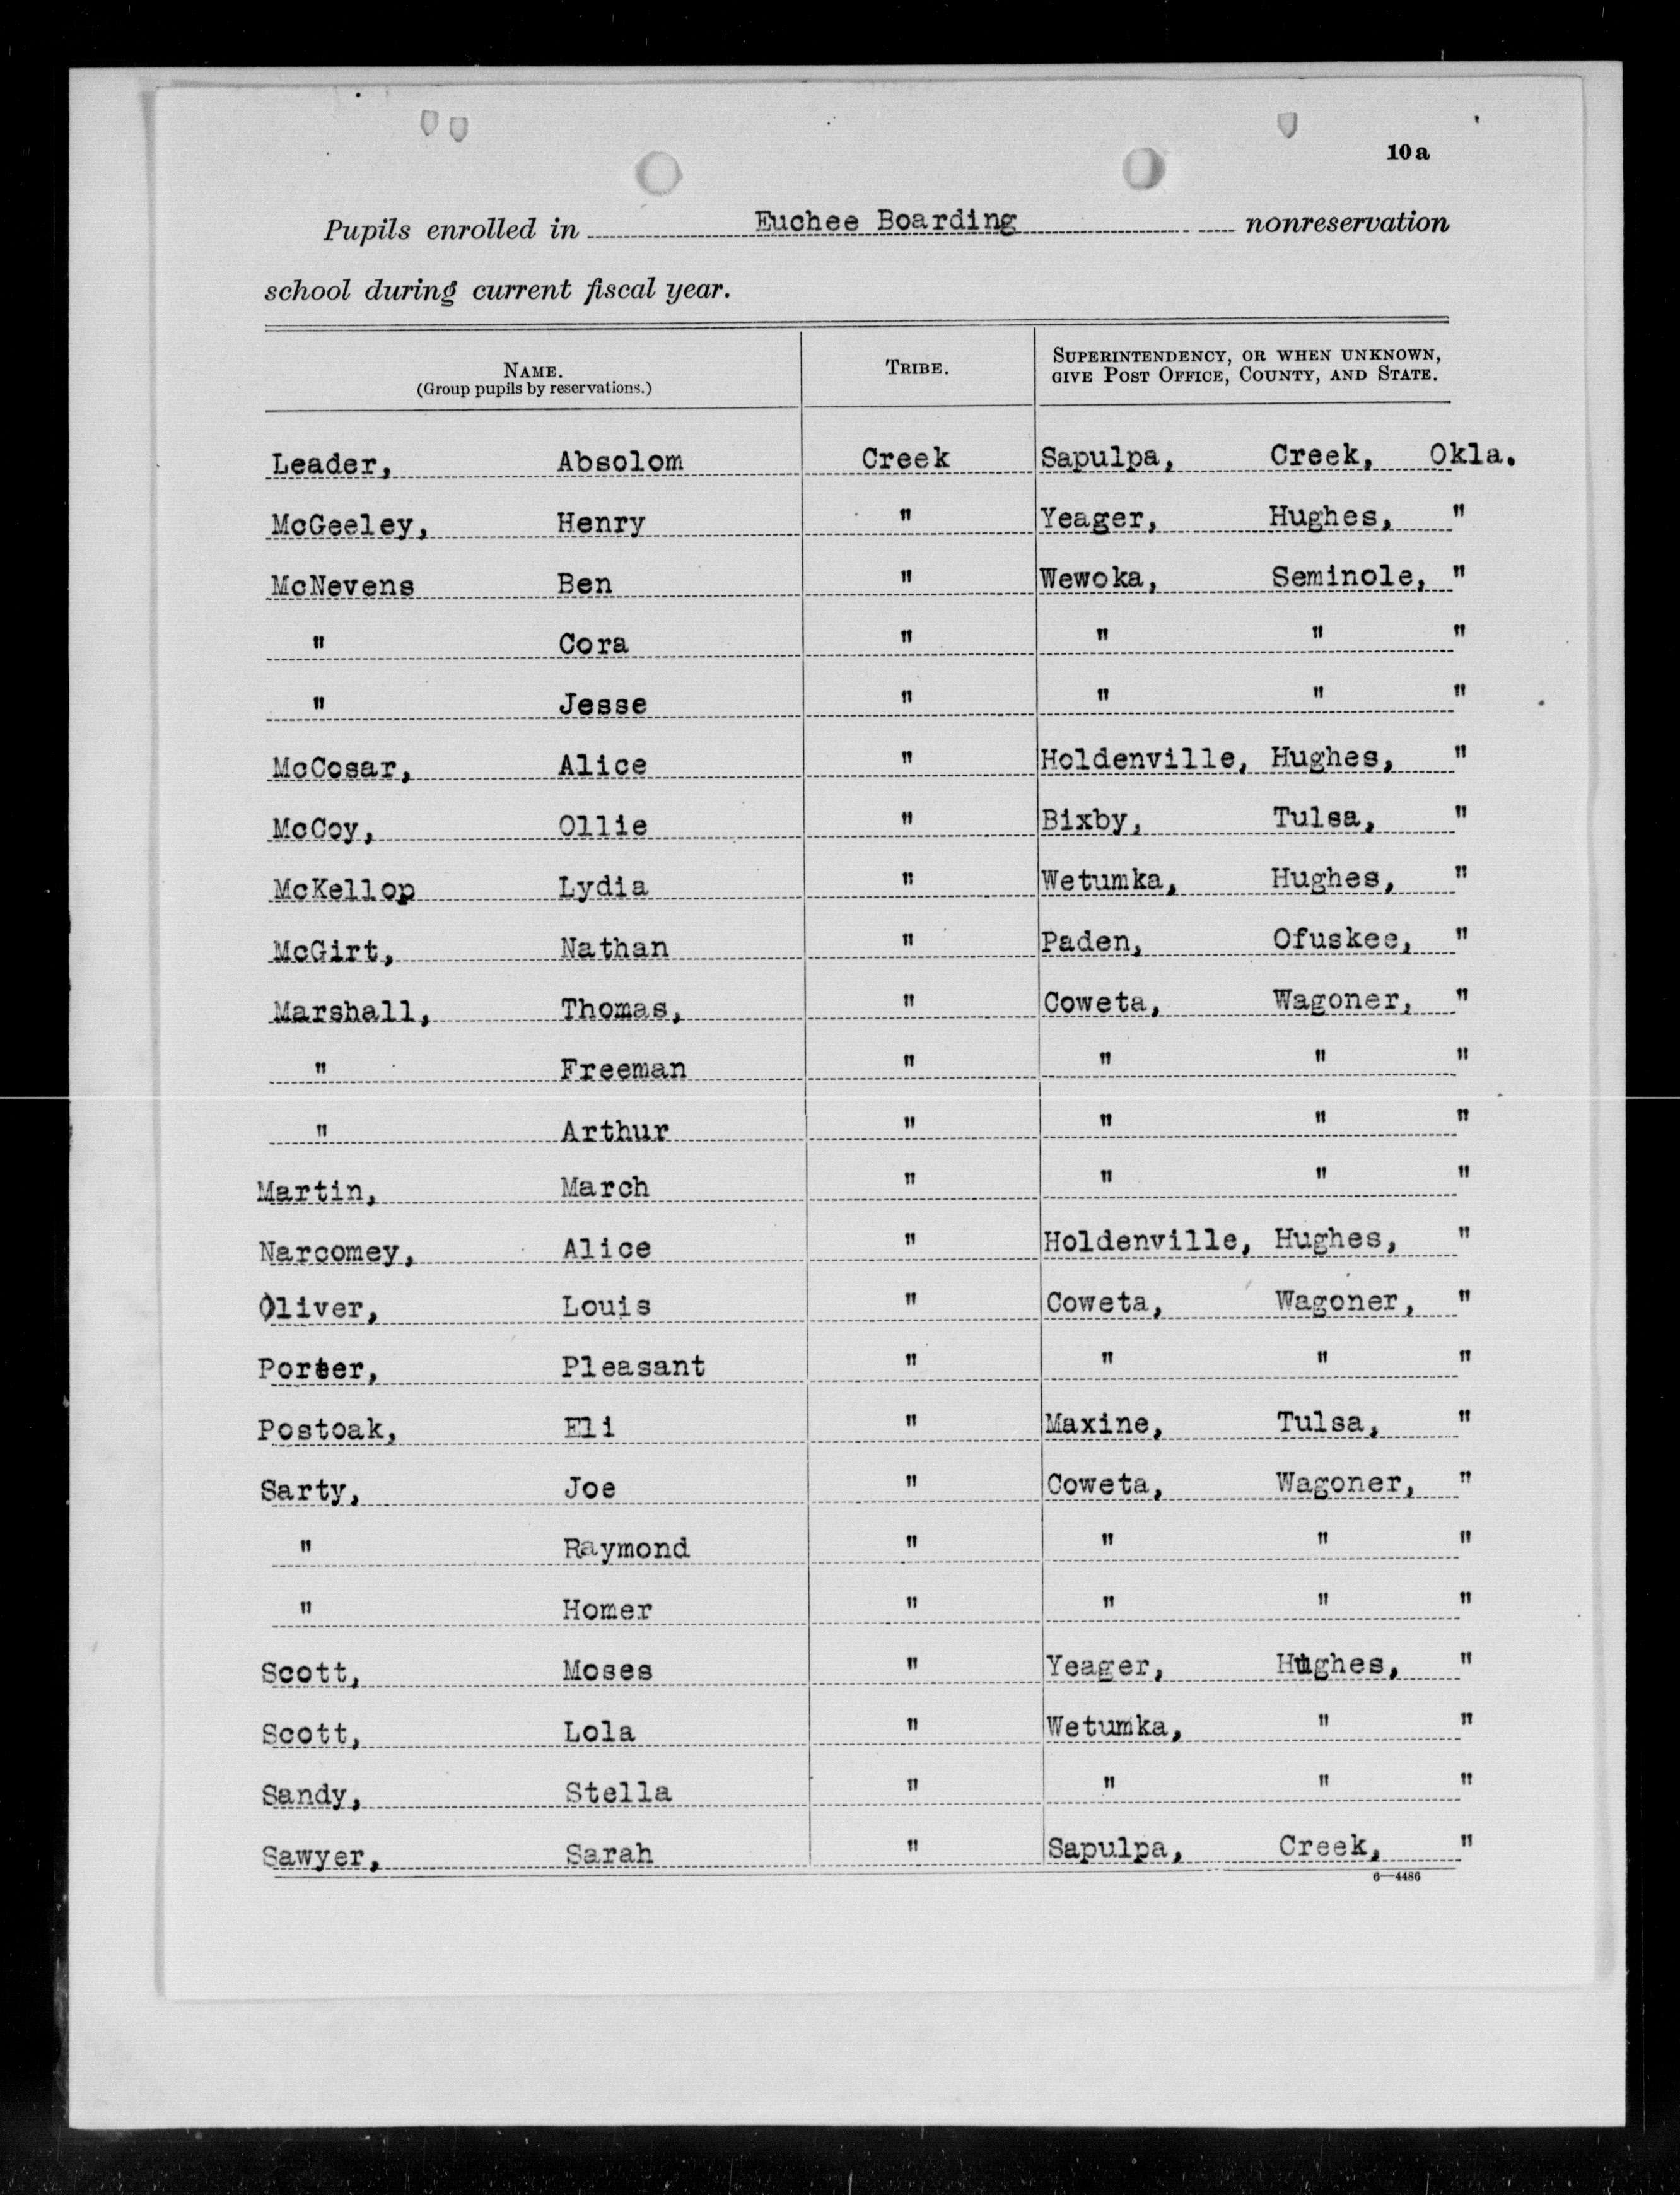 10a
Pupils enrolled in Euchee Boarding nonreservation
school during current fiscal year.
NAME. TRIBE. SUPERINTENDENCY, OR WHEN UNKNOWN,
(Group pupils by reservations.) GIVE POST OFFICE, COUNTY, AND STATE.
Leader, Absolom Creek Sapulpa, Creek, Okla.
McGeeley, Henry " Yeager, Hughes, "
McNevens Ben " Wewoka, Seminole, "
" Cora " " " "
" Jesse " " " "
McCosar, Alice " Holdenville, Hughes, "
McCoy, Ollie " Bixby, Tulsa, "
McKellop Lydia " Wetumka, Hughes, "
McGirt, Nathan " Paden, Ofuskee, "
Marshall, Thomas, " Coweta, Wagoner, "
" Freeman " " " "
" Arthur " " " "
Martin, March " " " "
Narcomey, Alice " Holdenville, Hughes, "
Oliver, Louis " Coweta, Wagoner, "
Porter, Pleasant " " " "
Postoak, Eli " Maxine, Tulsa, "
Sarty, Joe " Coweta, Wagoner, "
" Raymond " " " "
" Homer " " " "
Scott, Moses " Yeager, Hughes, "
Scott, Lola " Wetumka, " "
Sandy, Stella " " " "
Sawyer, Sarah " Sapulpa, Creek, "
6—4486